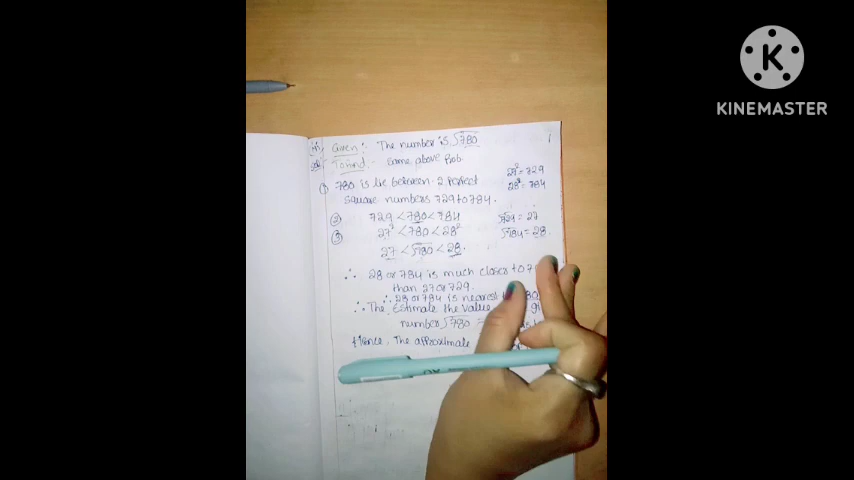 Given :- The number is √780
i
To find :- Same above Prob
27² = 729
28² = 784
① 780 is lie between 2 perfect
square numbers 729 to 784.
② 729 < 780 < 784
√729 = 27
③ 27² < 780 < 28²
√784 = 28.
27 < √780 < 28.
∴ 28 or 784 is much closer to 7
than 27 or 729.
∴ 28 or 784 is nearest
∴ The Estimate the value
number √780 =
Hence, The approximate
K
KINEMASTER